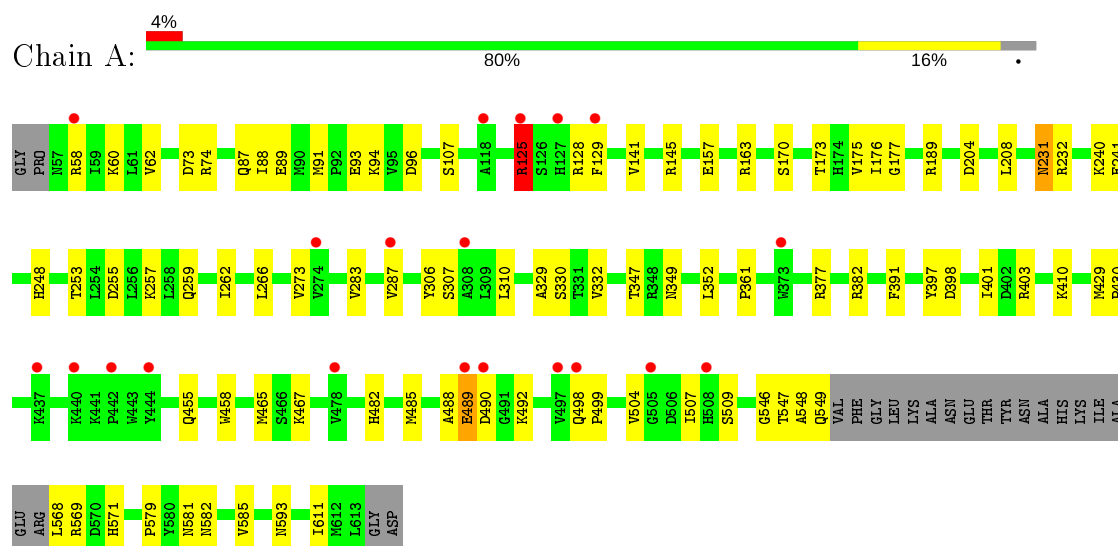 4%
Chain A:
80% 16% •
GLY PRO N57 R58 I59 K60 L61 V62 D73 R74 Q87 I88 E89 M90 M91 P92 E93 K94 V95 D96 S107 A118 R125 S126 H127 R128 F129 V141 R145 E157 R163 S170 T173 H174 V175 I176 G177 R189 D204 L208 N231 R232 K240
H248 T253 L254 D255 L256 K257 L258 Q259 I262 L266 V273 V274 V283 V287 Y306 S307 A308 L309 L310 A329 S330 T331 V332 T347 R348 N349 L352 P361 W373 R377 R382 F391 Y397 D398 I401 D402 R403 K410 M429
K437 K440 K441 P442 W443 Y444 Q455 W458 M465 S466 K467 V478 H482 M485 A488 E489 D490 G491 K492 V497 Q498 P499 V504 G505 D506 I507 H508 S509 G546 T547 A548 Q549 VAL PHE GLY LEU LYS ALA ASN GLU THR TYR ASN ALA HIS LYS ILE ALA
GLU ARG L568 R569 D570 H571 P579 Y580 N581 N582 V585 N593 I611 M612 L613 GLY ASP